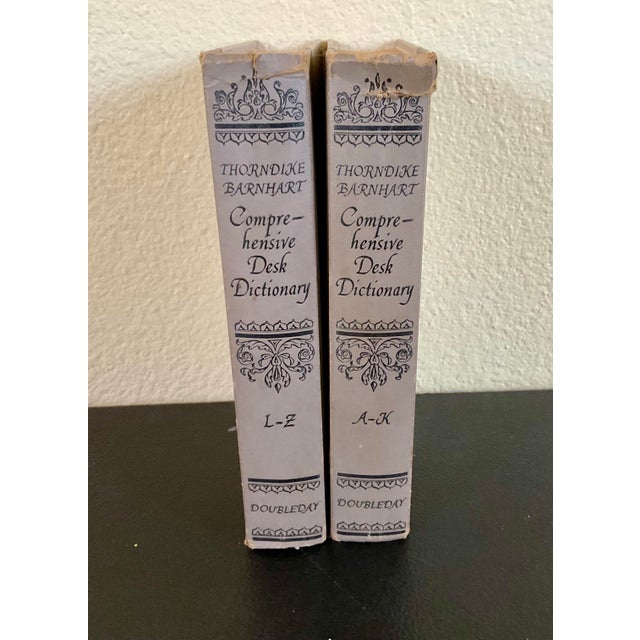 THORNDIKE
BARNHART
Compre-
hensive
Desk
Dictionary
L-Z
DOUBLEDAY
THORNDIKE
BARNHART
Compre-
hensive
Desk
Dictionary
A-K
DOUBLEDAY